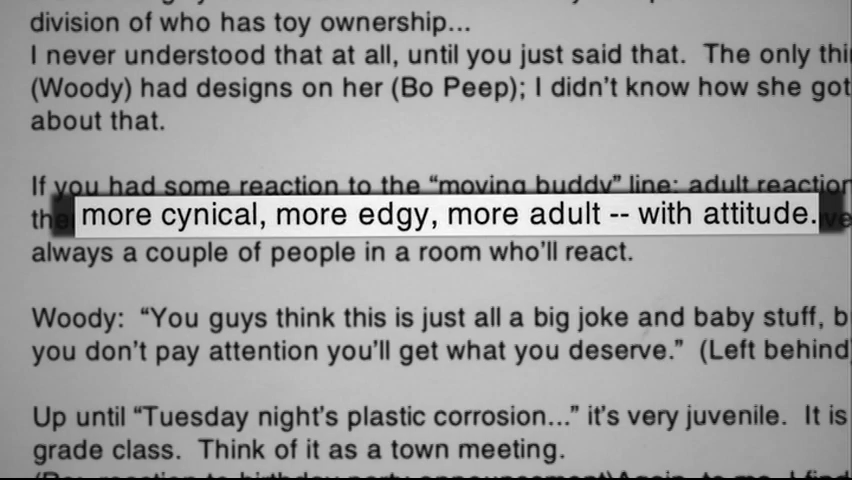 division of who has toy ownership...
I never understood that at all, until you just said that. The only
(Woody) had designs on her (Bo Peep); I didn't know how she got
about that.
If you had some reaction to the “moving buddy” line; adult
more cynical, more edgy, more adult -- with attitude.
always a couple of people in a room who'll react.
Woody: “You guys think this is just all a big joke and baby stuff,
you don't pay attention you'll get what you deserve.” (Left behind
Up until “Tuesday night's plastic corrosion...” it's very juvenile. It is
grade class. Think of it as a town meeting.